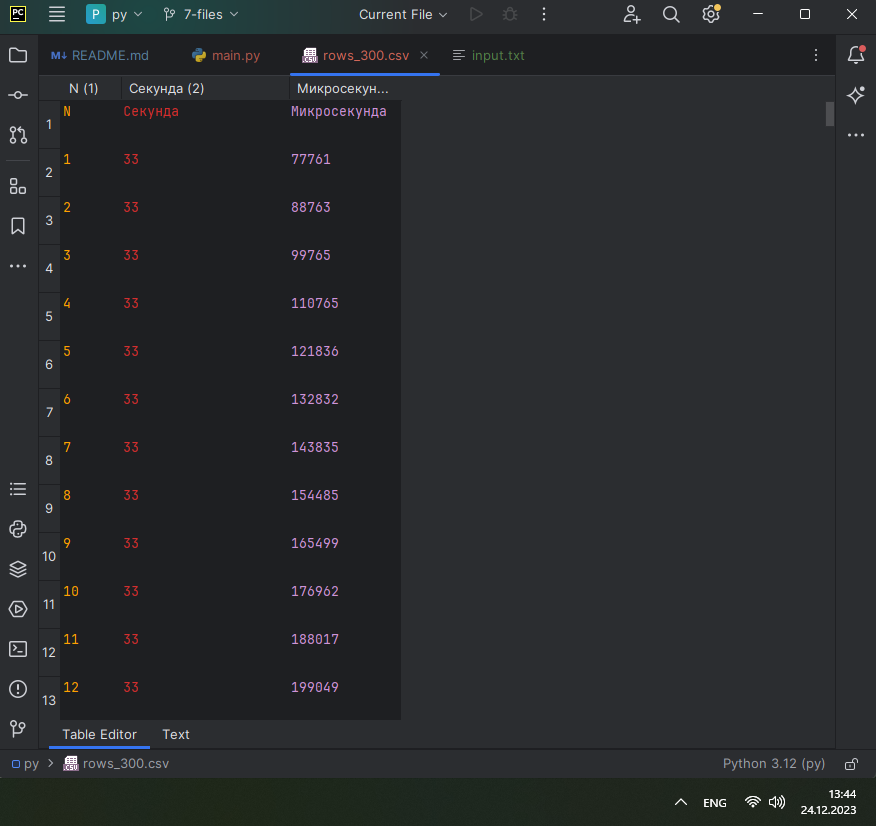 PC P py 7-files Current File
README.md main.py rows_300.csv input.txt
N (1) Секунда (2) Микросекун...
1 N Секунда Микросекунда
2 1 33 77761
3 2 33 88763
4 3 33 99765
5 4 33 110765
6 5 33 121836
7 6 33 132832
8 7 33 143835
9 8 33 154485
10 9 33 165499
11 10 33 176962
12 11 33 188017
13 12 33 199049
Table Editor Text
py > rows_300.csv Python 3.12 (py)
ENG 13:44
24.12.2023